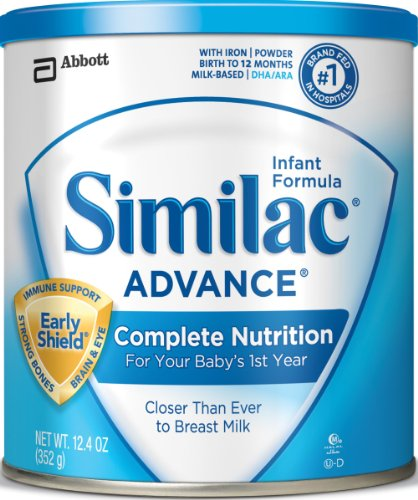 Abbott
WITH IRON | POWDER
BIRTH TO 12 MONTHS
MILK-BASED | DHA/ARA
BRAND FED
#1
IN HOSPITALS
Infant
Formula
Similac®
ADVANCE®
IMMUNE SUPPORT
Early
Shield®
STRONG BONES
BRAIN & EYE
Complete Nutrition
For Your Baby's 1st Year
Closer Than Ever
to Breast Milk
NET WT. 12.4 OZ
(352 g)
M
HALAL
U-D